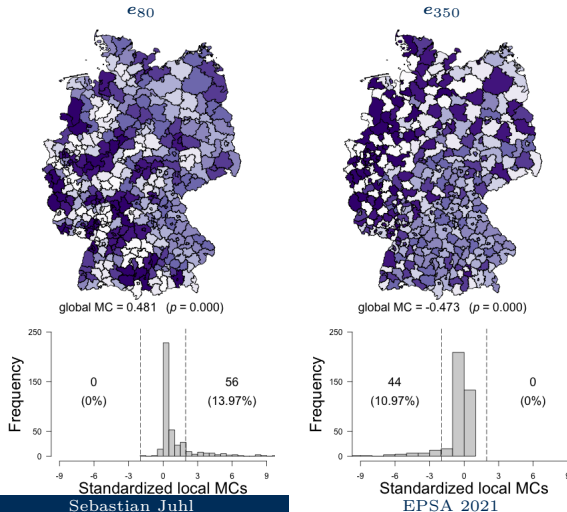 e80
e350
global MC = 0.481 (p = 0.000)
global MC = -0.473 (p = 0.000)
Frequency
250
150
50
0
0
(0%)
56
(13.97%)
-9 -6 -3 0 3 6 9
Standardized local MCs
Frequency
250
150
50
0
44
(10.97%)
0
(0%)
-9 -6 -3 0 3 6 9
Standardized local MCs
Sebastian Juhl
EPSA 2021